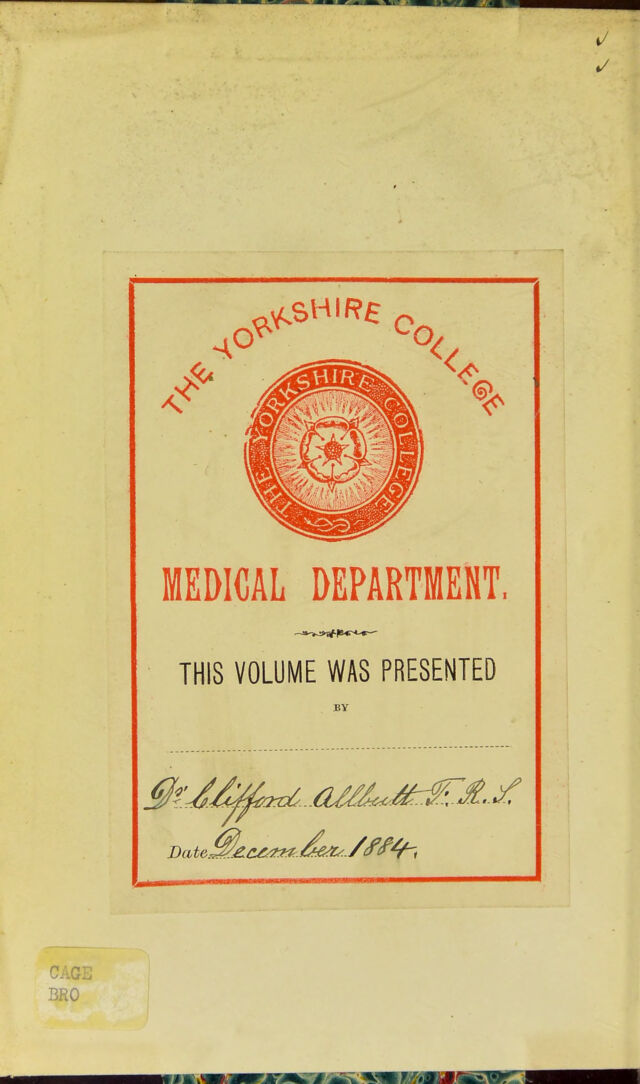 THE YORKSHIRE COLLEGE
THE YORKSHIRE COLLEGE
MEDICAL DEPARTMENT.
THIS VOLUME WAS PRESENTED
BY
Dr. Clifford Allbutt F. R. S.
Date December 1884.
CAGE
BRO